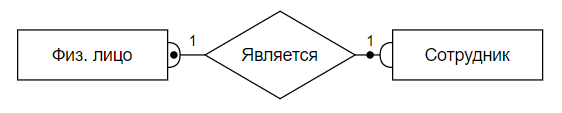 Физ. лицо
1
Является
1
Сотрудник